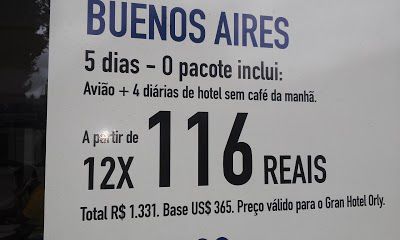 BUENOS AIRES
5 dias - O pacote inclui:
Avião + 4 diárias de hotel sem café da manhã.
A partir de
12X 116 REAIS
Total R$ 1.331. Base US$ 365. Preço válido para o Gran Hotel Orly.